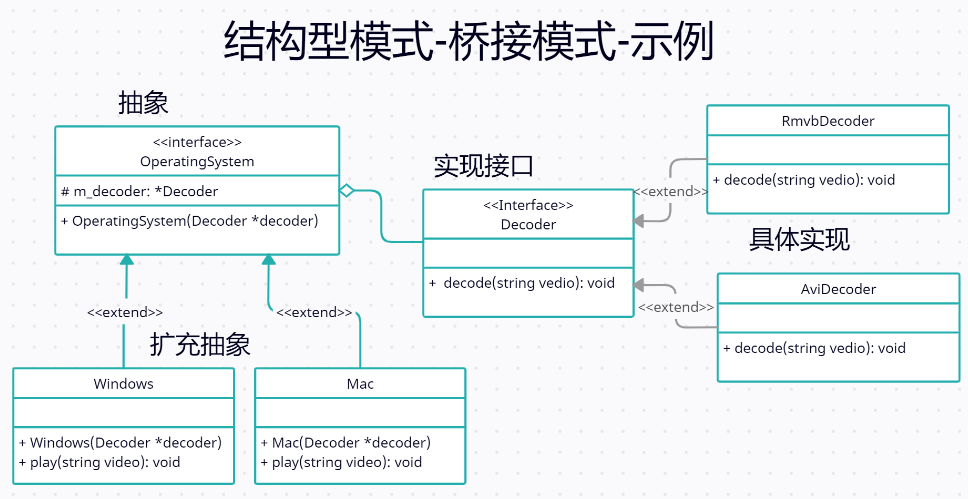 结构型模式-桥接模式-示例
抽象
<<interface>>
OperatingSystem
# m_decoder: *Decoder
+ OperatingSystem(Decoder *decoder)
实现接口
<<Interface>>
Decoder
+ decode(string vedio): void
RmvbDecoder
+ decode(string vedio): void
<<extend>>
具体实现
AviDecoder
+ decode(string vedio): void
<<extend>>
<<extend>>
<<extend>>
扩充抽象
Windows
+ Windows(Decoder *decoder)
+ play(string video): void
Mac
+ Mac(Decoder *decoder)
+ play(string video): void